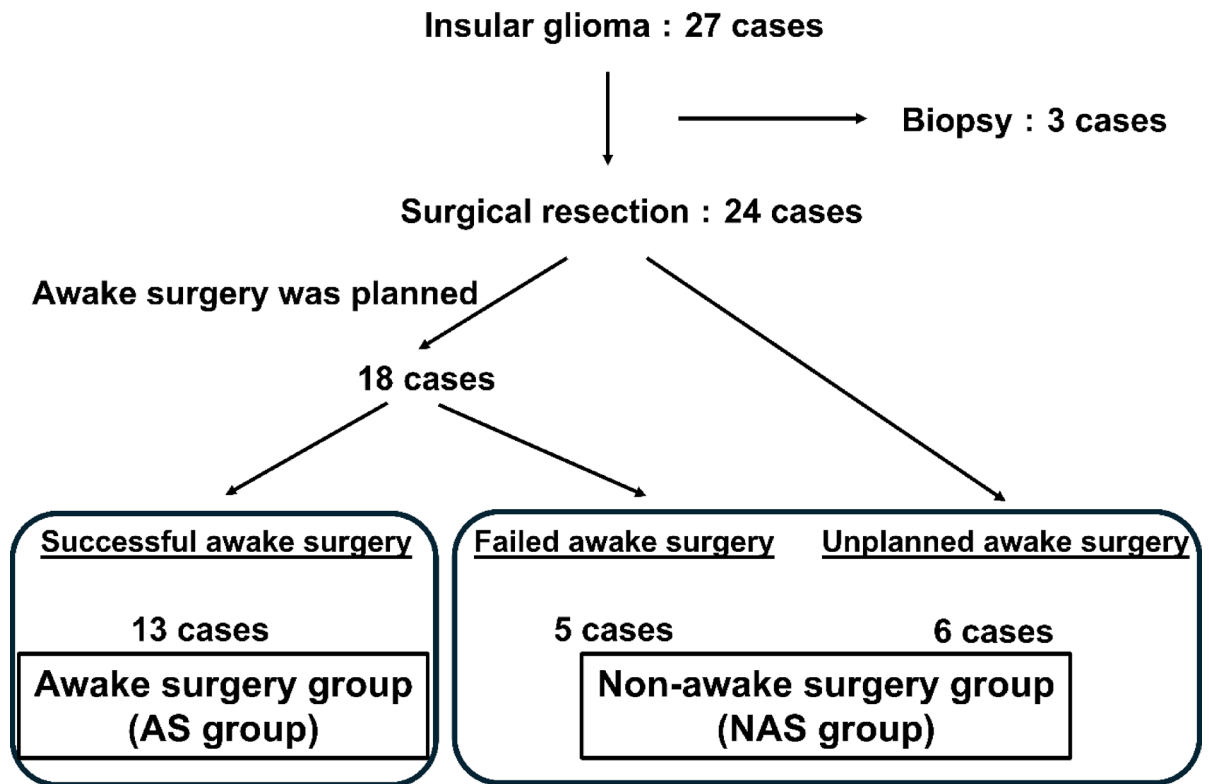 Insular glioma : 27 cases
Biopsy : 3 cases
Surgical resection : 24 cases
Awake surgery was planned
18 cases
Successful awake surgery
Failed awake surgery
Unplanned awake surgery
13 cases
5 cases
6 cases
Awake surgery group
(AS group)
Non-awake surgery group
(NAS group)